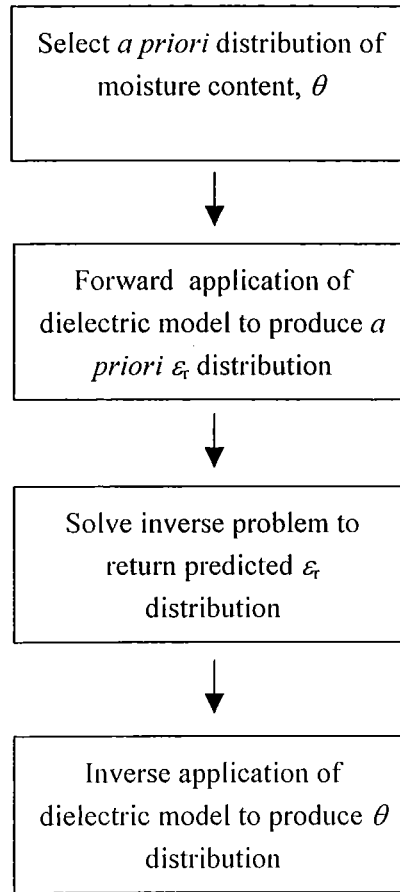 Select a priori distribution of
moisture content, θ
Forward application of
dielectric model to produce a
priori εr distribution
Solve inverse problem to
return predicted εr
distribution
Inverse application of
dielectric model to produce θ
distribution